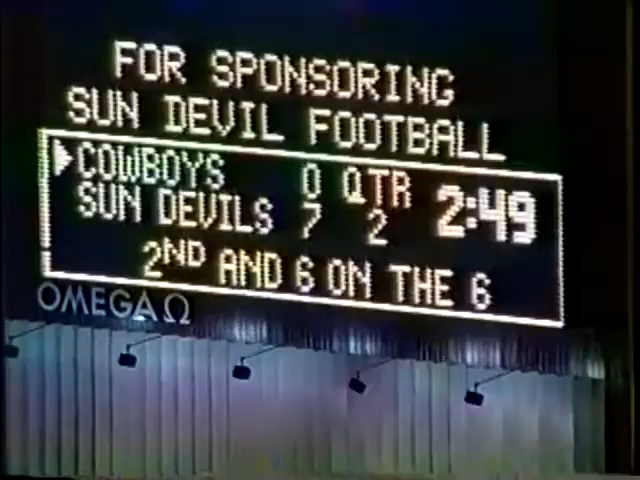 FOR SPONSORING
SUN DEVIL FOOTBALL
COWBOYS 0 QTR 2:49
SUN DEVILS 7 2
2ND AND 6 ON THE 6
OMEGA Ω